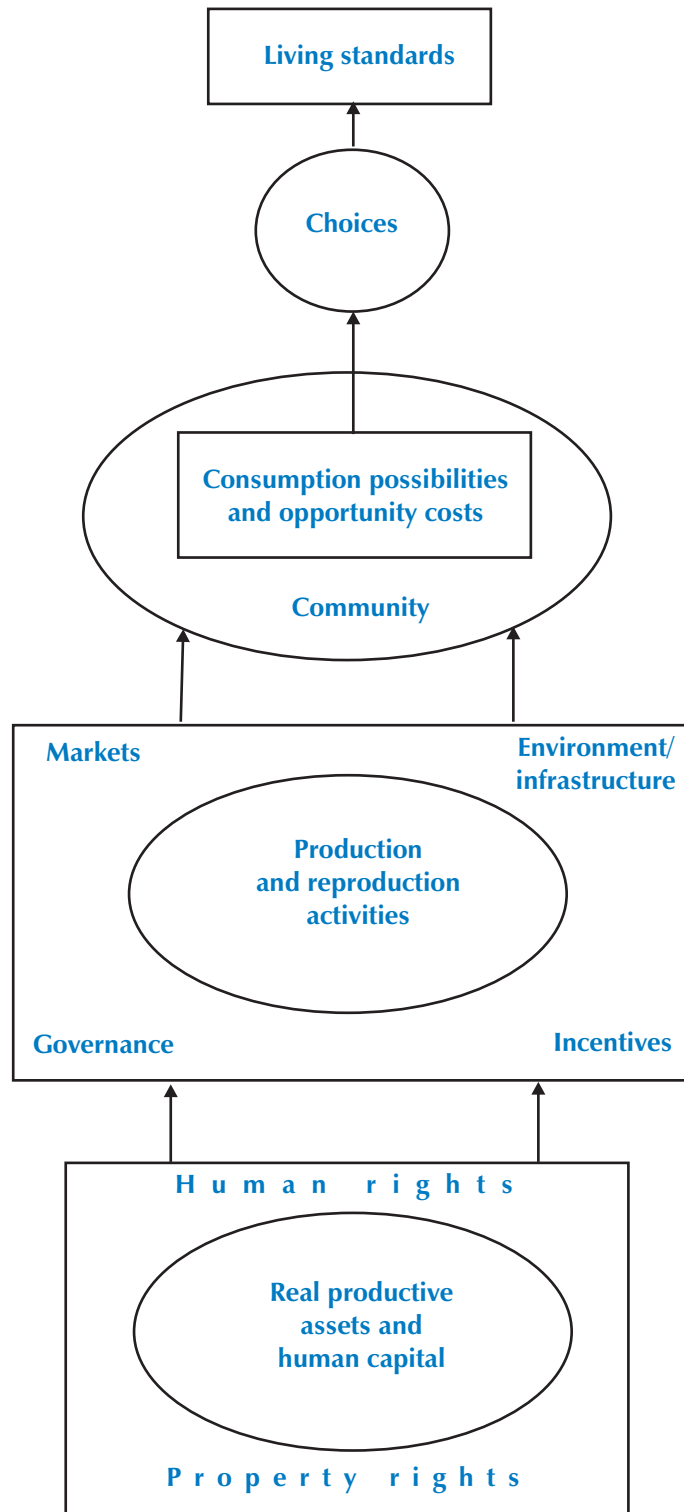 Living standards
Choices
Consumption possibilities
and opportunity costs
Community
Markets
Environment/
infrastructure
Production
and reproduction
activities
Governance
Incentives
Human rights
Real productive
assets and
human capital
Property rights